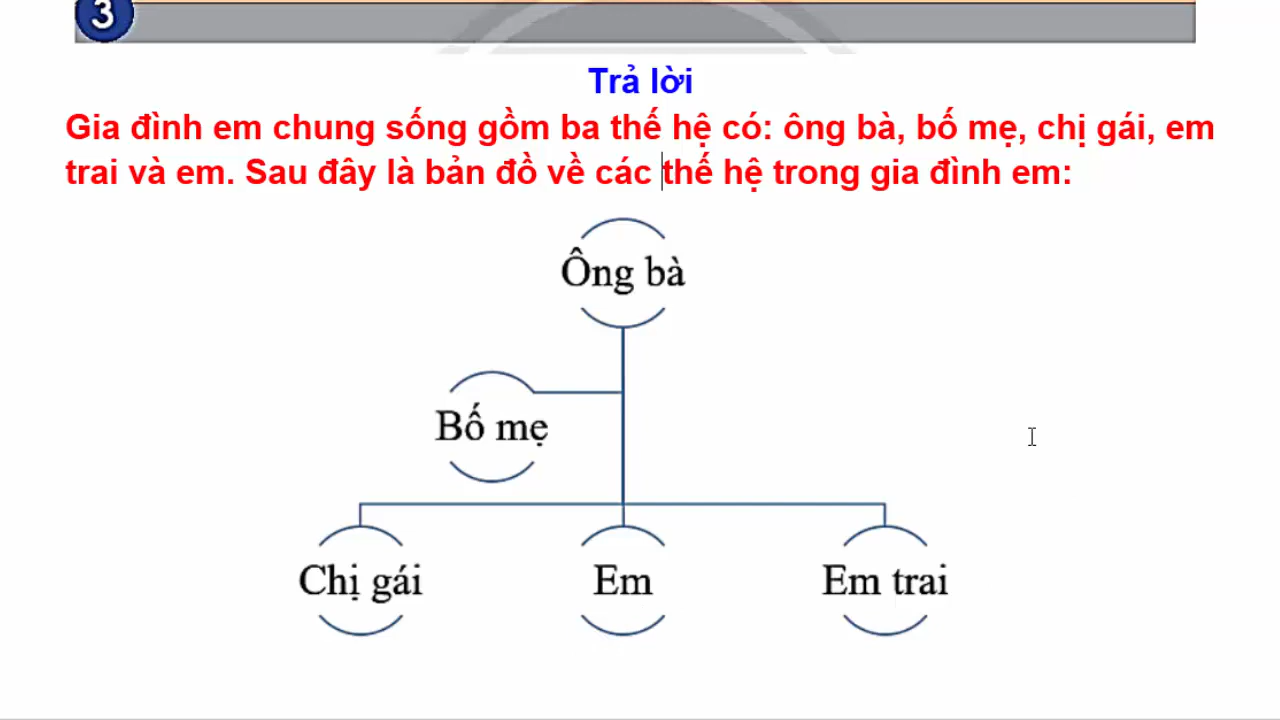 3
Trả lời
Gia đình em chung sống gồm ba thế hệ có: ông bà, bố mẹ, chị gái, em
trai và em. Sau đây là bản đồ về các thế hệ trong gia đình em:
Ông bà
Bố mẹ
Chị gái
Em
Em trai